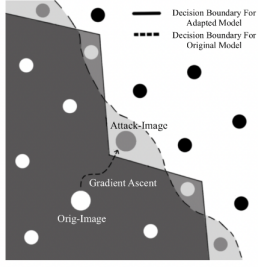 Decision Boundary For
Adapted Model
Decision Boundary For
Original Model
Attack-Image
Gradient Ascent
Orig-Image